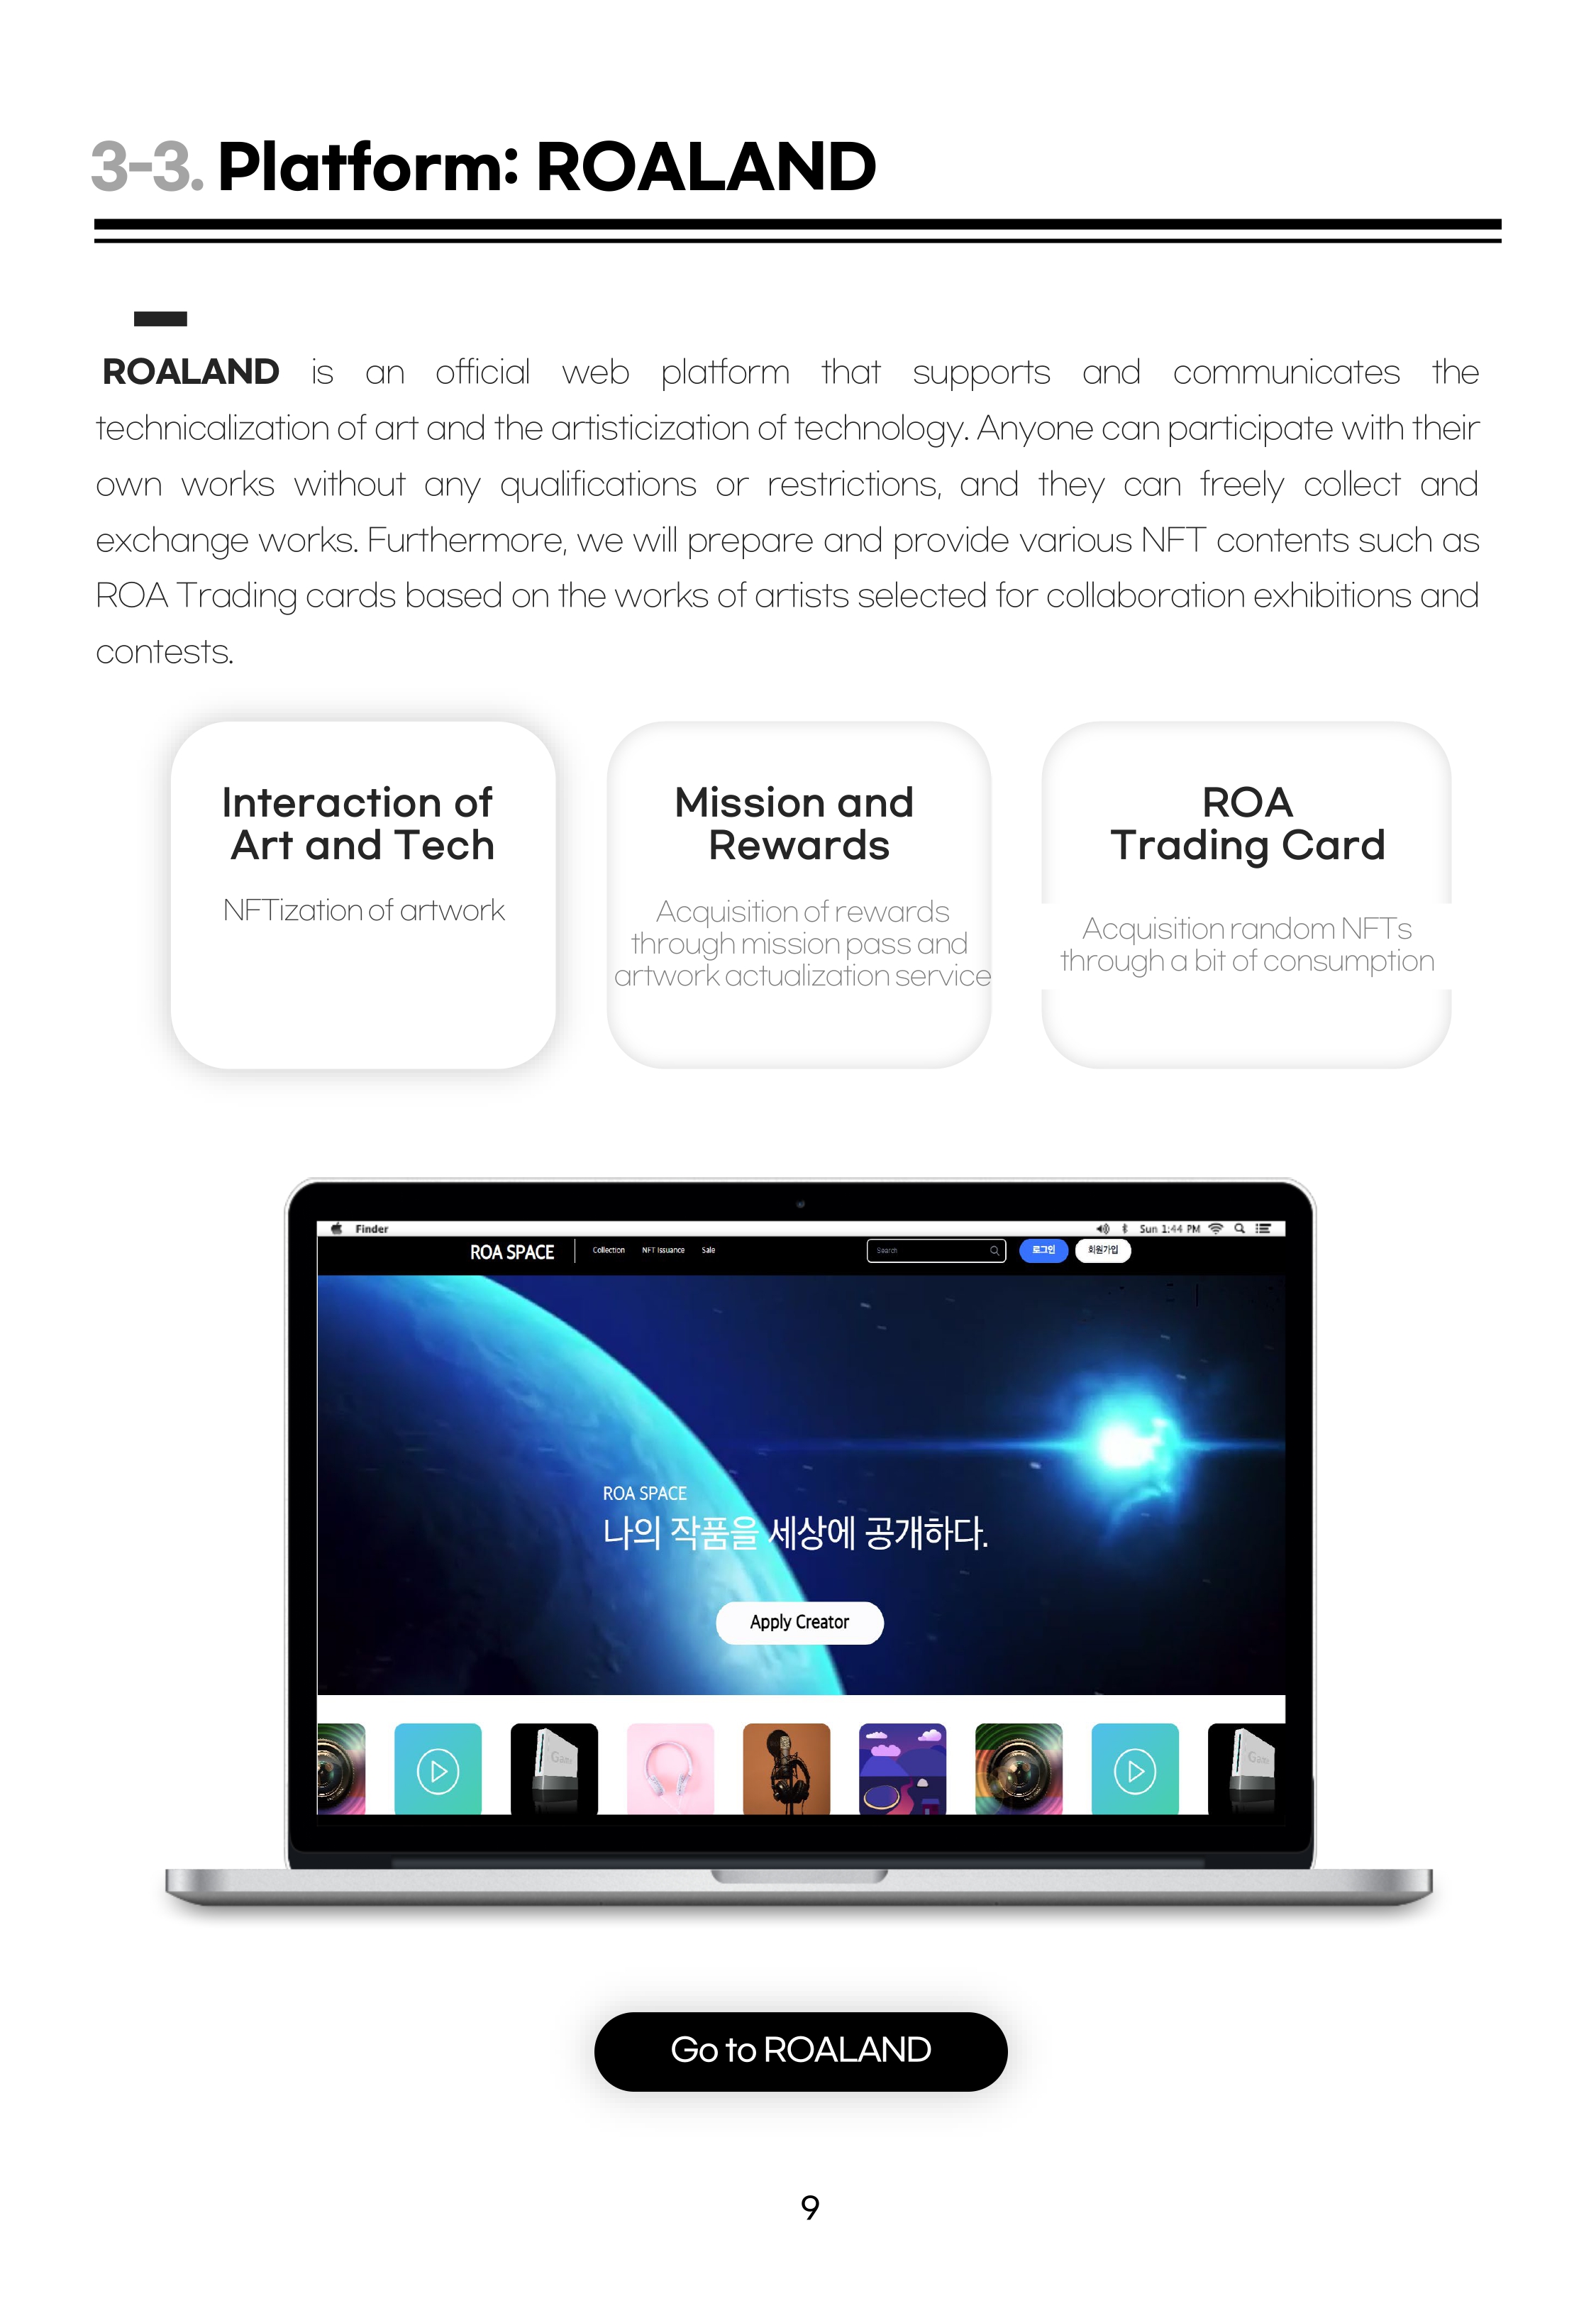 3-3. Platform: ROALAND
ROALAND is an official web platform that supports and communicates the
technicalization of art and the artisticization of technology. Anyone can participate with their
own works without any qualifications or restrictions, and they can freely collect and
exchange works. Furthermore, we will prepare and provide various NFT contents such as
ROA Trading cards based on the works of artists selected for collaboration exhibitions and
contests.
Interaction of
Art and Tech
NFTization of artwork
Mission and
Rewards
Acquisition of rewards
through mission pass and
artwork actualization service
ROA
Trading Card
Acquisition random NFTs
through a bit of consumption
Finder
Sun 1:44 PM
ROA SPACE
Collection NFT Issuance Sale
Search
로그인
회원가입
ROA SPACE
나의 작품을 세상에 공개하다.
Apply Creator
Go to ROALAND
9